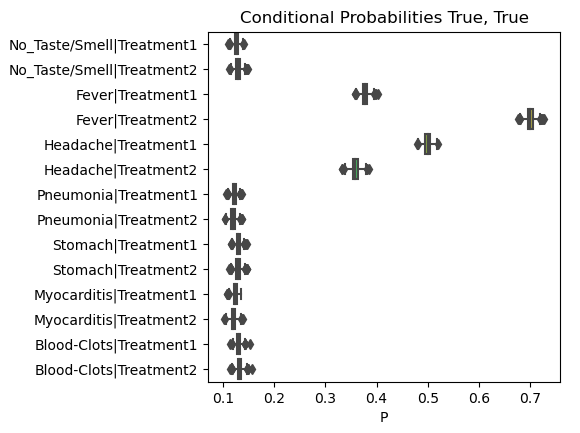 Conditional Probabilities True, True
No_Taste/Smell|Treatment1
No_Taste/Smell|Treatment2
Fever|Treatment1
Fever|Treatment2
Headache|Treatment1
Headache|Treatment2
Pneumonia|Treatment1
Pneumonia|Treatment2
Stomach|Treatment1
Stomach|Treatment2
Myocarditis|Treatment1
Myocarditis|Treatment2
Blood-Clots|Treatment1
Blood-Clots|Treatment2
0.1 0.2 0.3 0.4 0.5 0.6 0.7
P